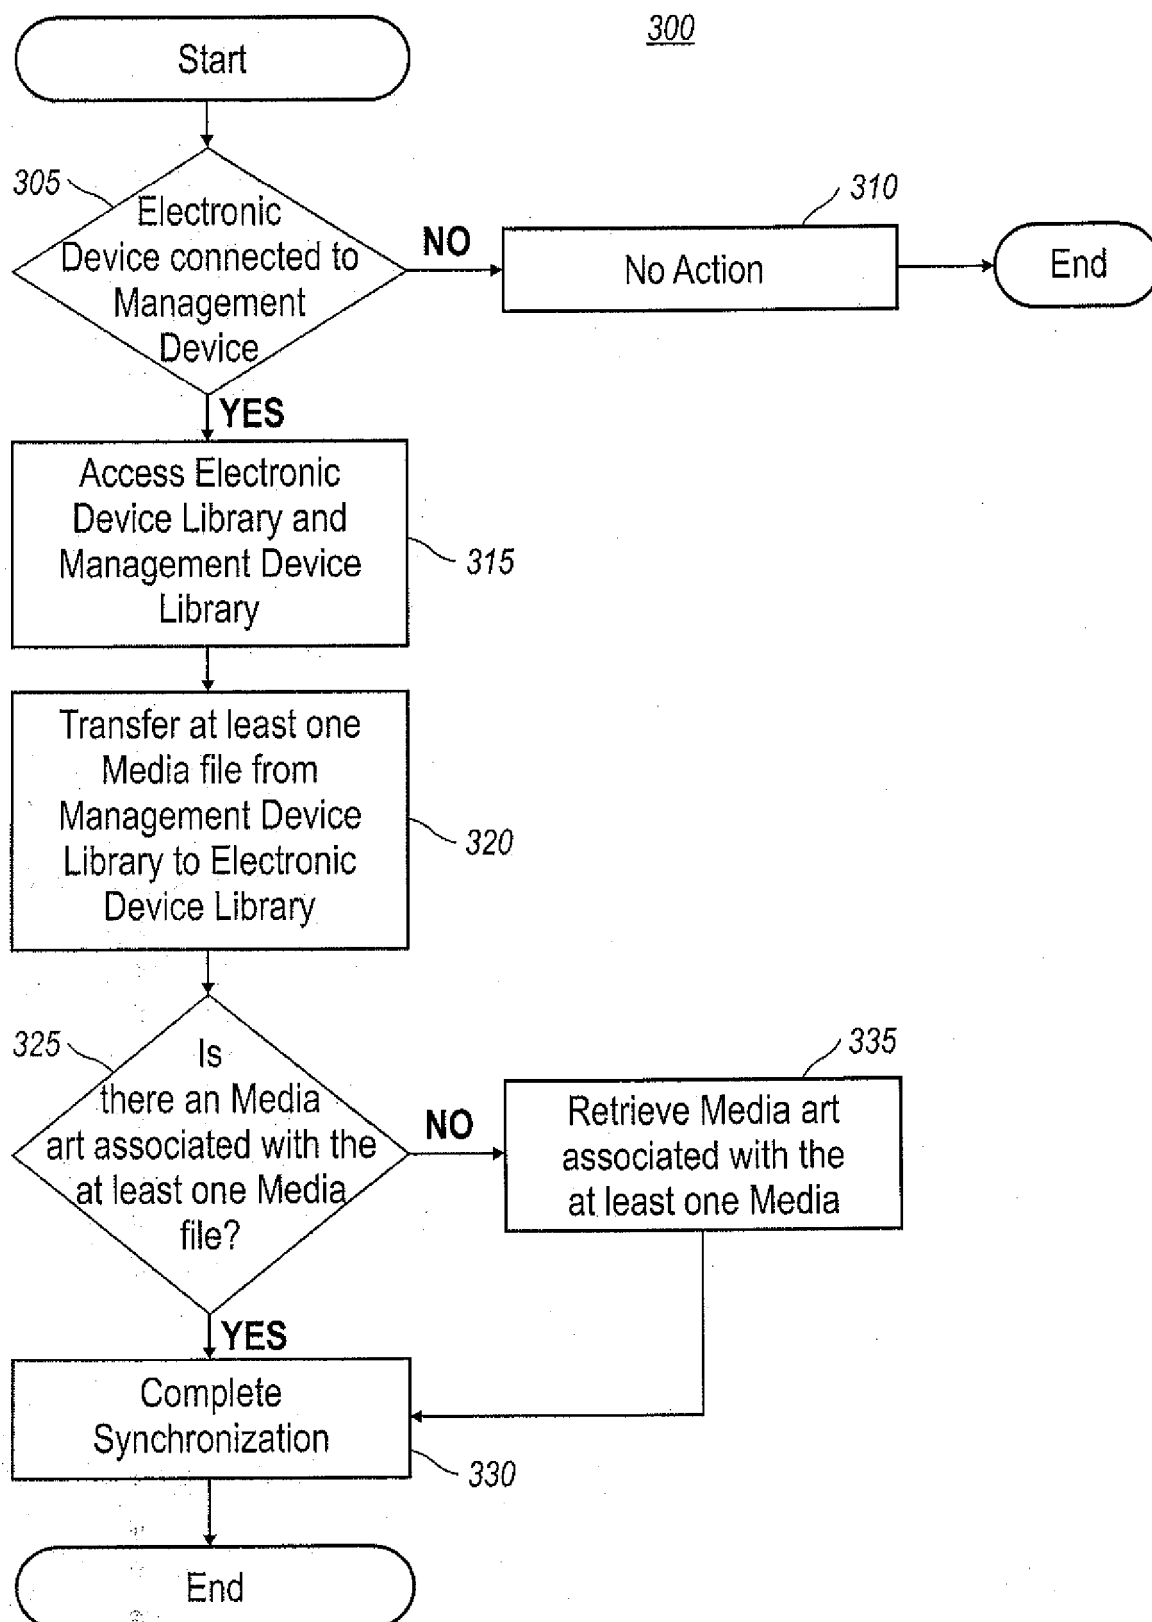 300
Start
305
Electronic
Device connected to
Management
Device
NO
310
No Action
End
YES
Access Electronic
Device Library and
Management Device
Library
315
Transfer at least one
Media file from
Management Device
Library to Electronic
Device Library
320
325
Is
there an Media
art associated with the
at least one Media
file?
NO
335
Retrieve Media art
associated with the
at least one Media
YES
Complete
Synchronization
330
End